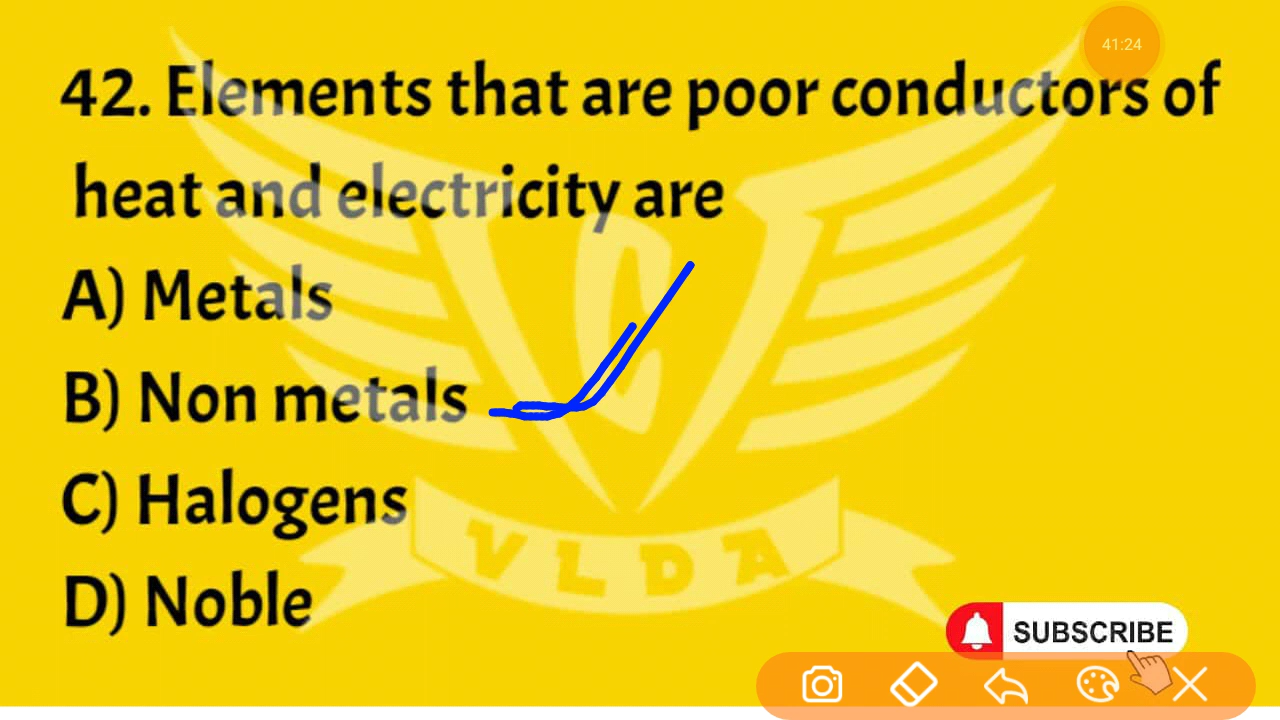 41:24
42. Elements that are poor conductors of
heat and electricity are
A) Metals
B) Non metals
C) Halogens
D) Noble
VLDA
SUBSCRIBE